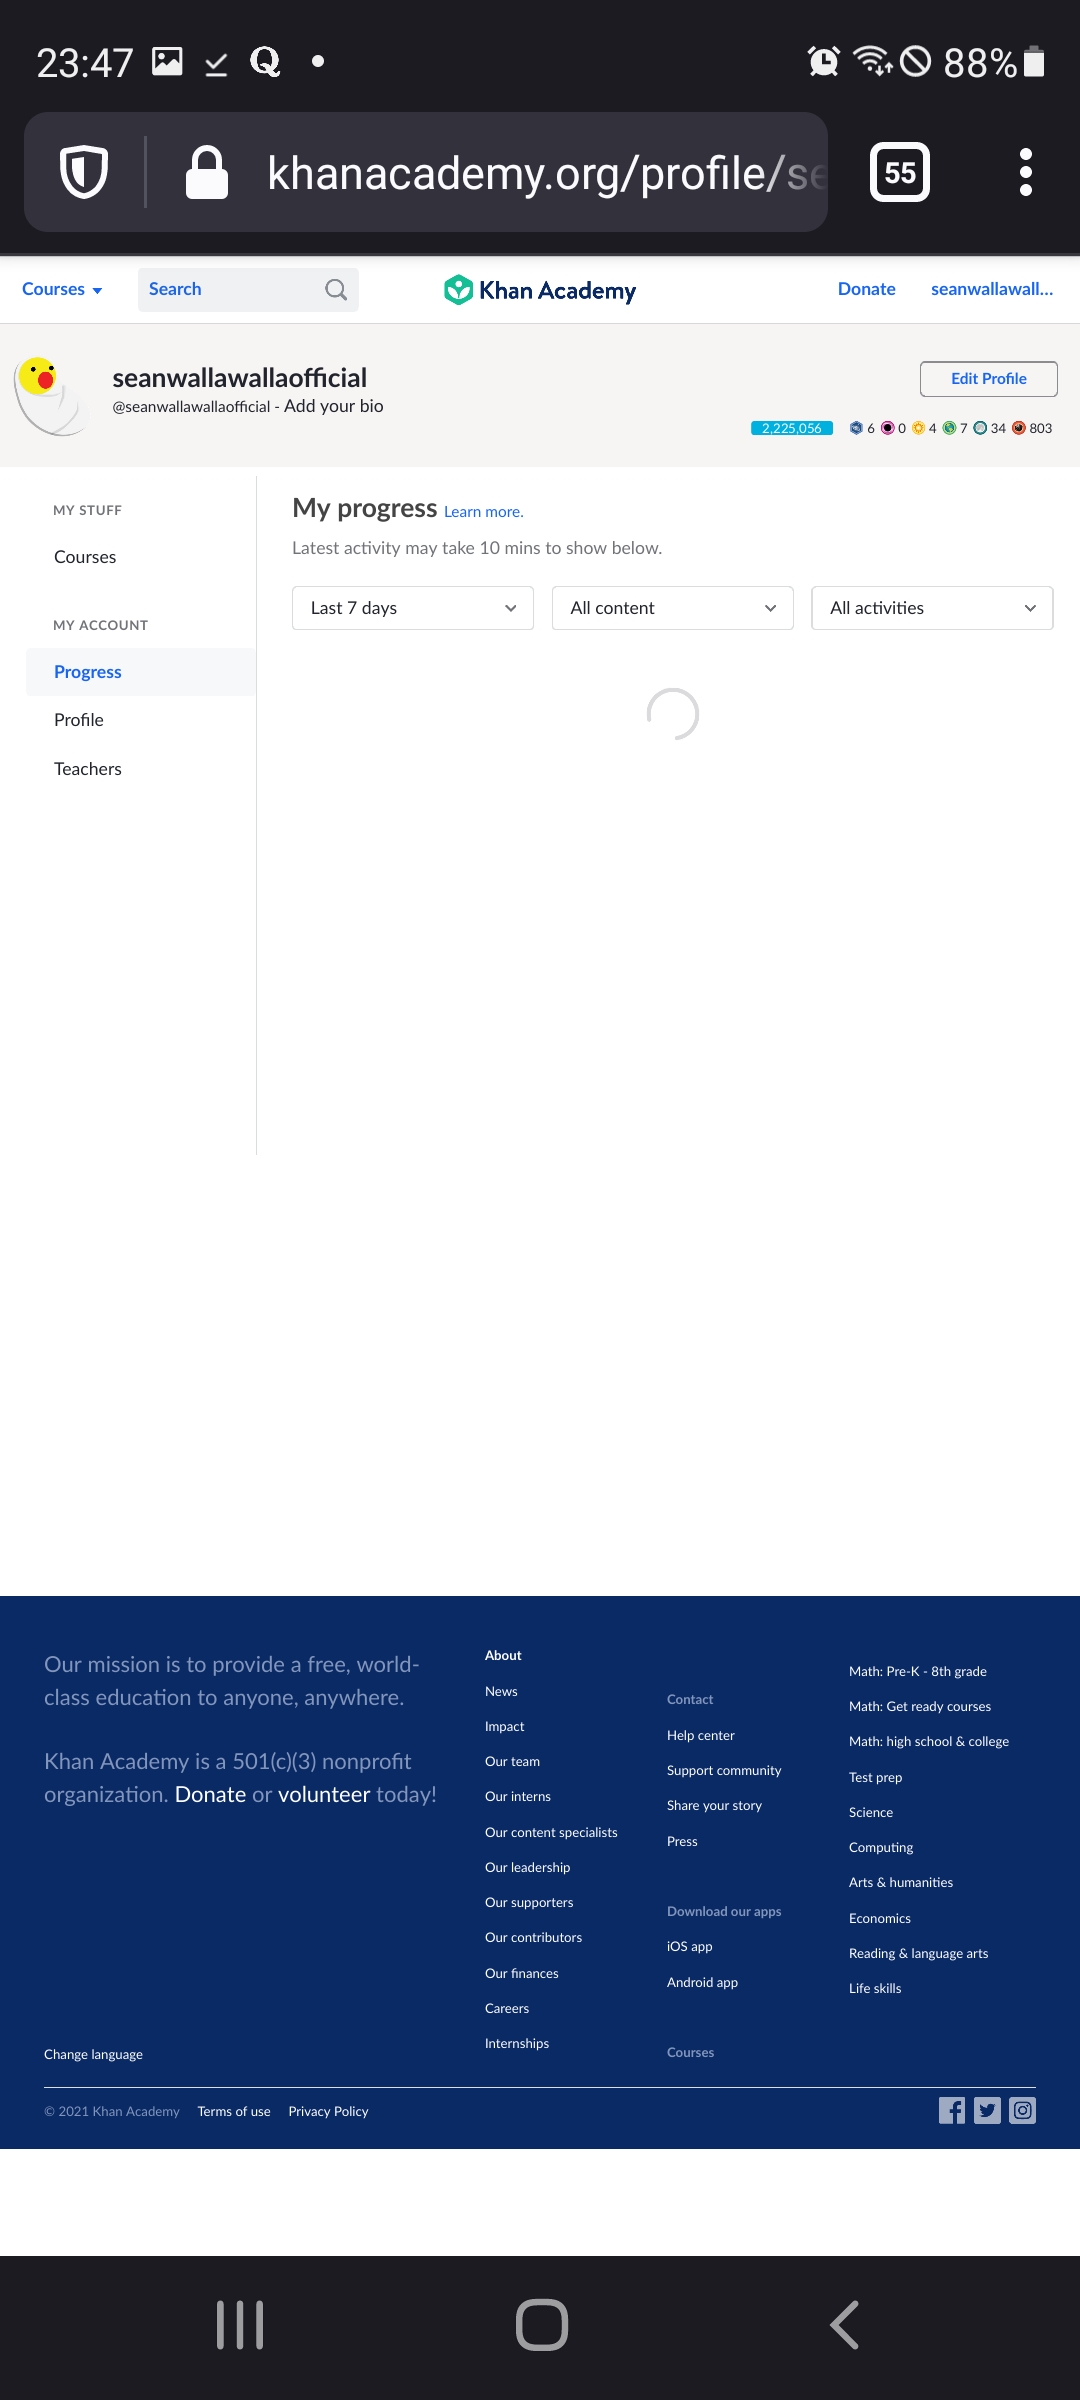 23:47
88%
khanacademy.org/profile/se
55
Courses
Search
Khan Academy
Donate
seanwallawall...
seanwallawallaofficial
@seanwallawallaofficial - Add your bio
Edit Profile
2,225,056
6 0 4 7 34 803
MY STUFF
Courses
MY ACCOUNT
Progress
Profile
Teachers
My progress Learn more.
Latest activity may take 10 mins to show below.
Last 7 days
All content
All activities
Our mission is to provide a free, world-
class education to anyone, anywhere.
Khan Academy is a 501(c)(3) nonprofit
organization. Donate or volunteer today!
About
News
Impact
Our team
Our interns
Our content specialists
Our leadership
Our supporters
Our contributors
Our finances
Careers
Internships
Contact
Help center
Support community
Share your story
Press
Download our apps
iOS app
Android app
Courses
Math: Pre-K - 8th grade
Math: Get ready courses
Math: high school & college
Test prep
Science
Computing
Arts & humanities
Economics
Reading & language arts
Life skills
Change language
© 2021 Khan Academy Terms of use Privacy Policy